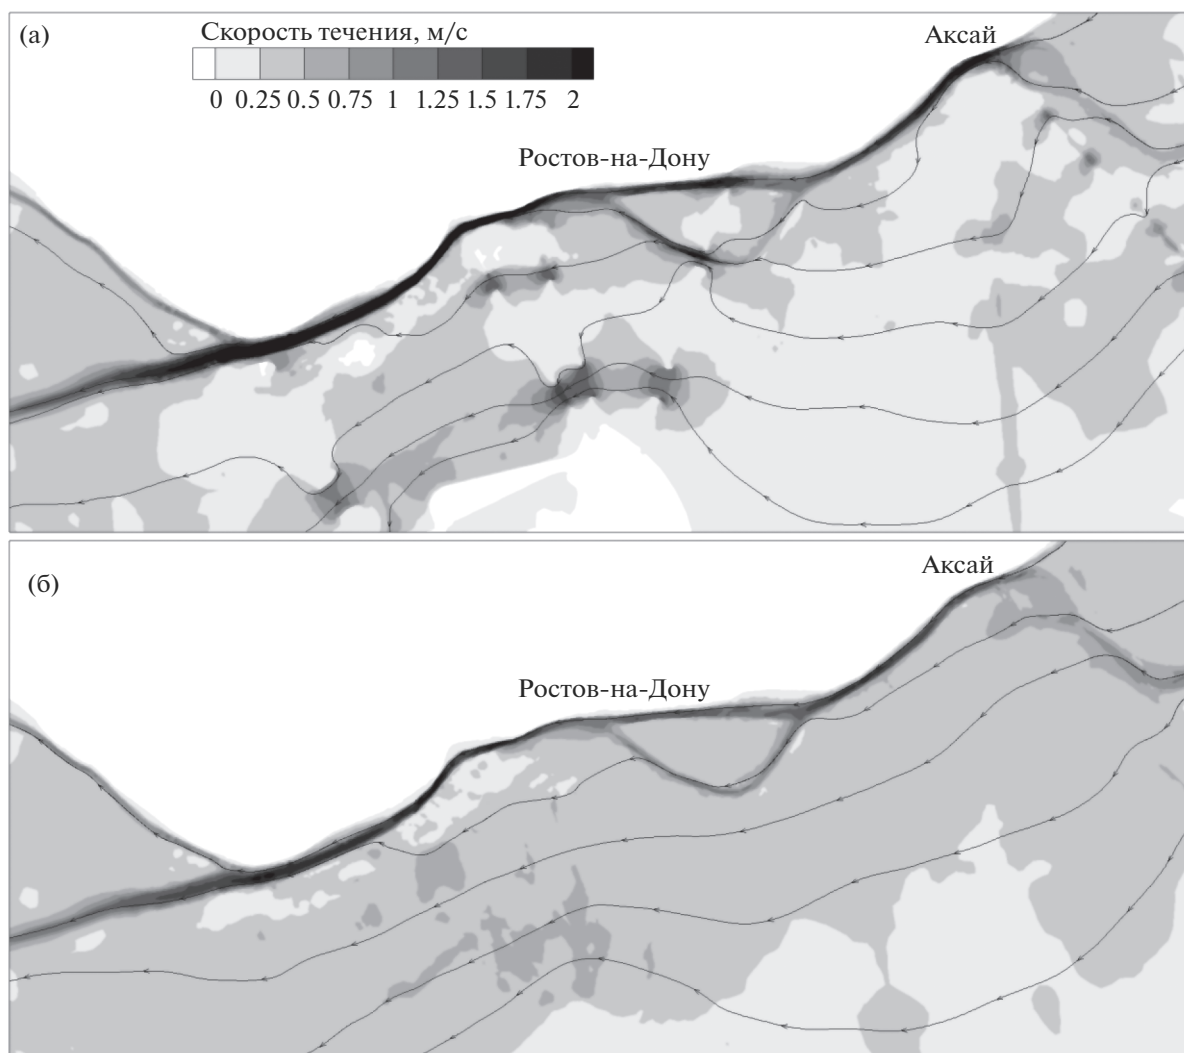 (а)
Скорость течения, м/с
0 0.25 0.5 0.75 1 1.25 1.5 1.75 2
Аксай
Ростов-на-Дону
(б)
Аксай
Ростов-на-Дону